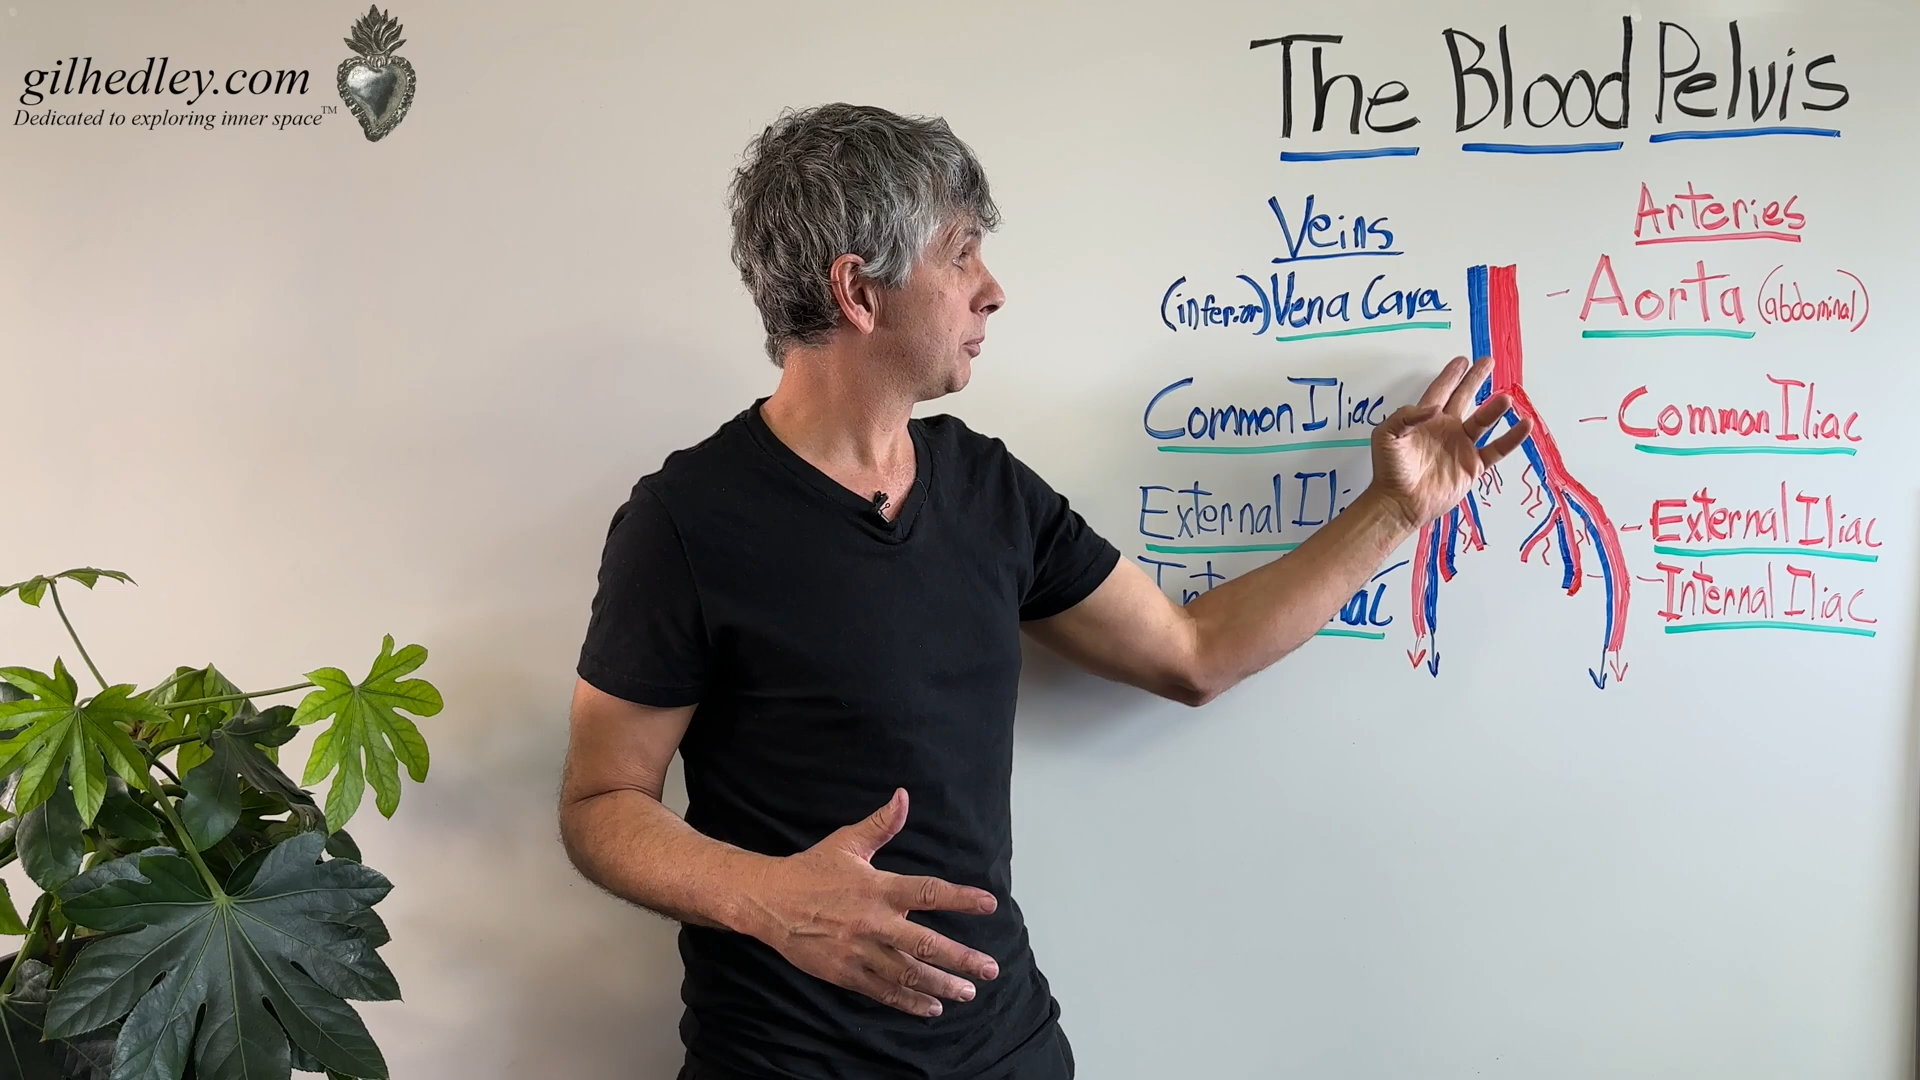 gilhedley.com
Dedicated to exploring inner space™
The Blood Pelvis
Veins
Arteries
(inferior) Vena Cava
- Aorta (abdominal)
Common Iliac
- Common Iliac
External
- External Iliac
- Internal Iliac